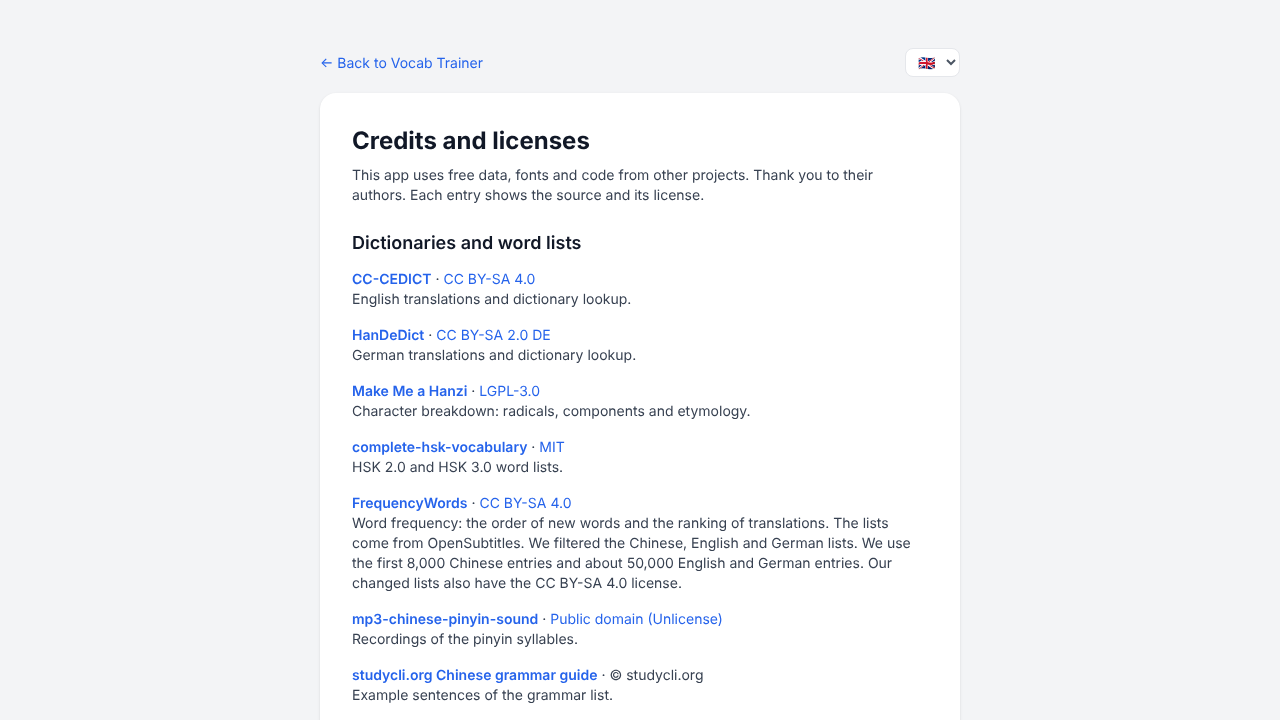 ← Back to Vocab Trainer
🇬🇧
Credits and licenses
This app uses free data, fonts and code from other projects. Thank you to their
authors. Each entry shows the source and its license.
Dictionaries and word lists
CC-CEDICT · CC BY-SA 4.0
English translations and dictionary lookup.
HanDeDict · CC BY-SA 2.0 DE
German translations and dictionary lookup.
Make Me a Hanzi · LGPL-3.0
Character breakdown: radicals, components and etymology.
complete-hsk-vocabulary · MIT
HSK 2.0 and HSK 3.0 word lists.
FrequencyWords · CC BY-SA 4.0
Word frequency: the order of new words and the ranking of translations. The lists
come from OpenSubtitles. We filtered the Chinese, English and German lists. We use
the first 8,000 Chinese entries and about 50,000 English and German entries. Our
changed lists also have the CC BY-SA 4.0 license.
mp3-chinese-pinyin-sound · Public domain (Unlicense)
Recordings of the pinyin syllables.
studycli.org Chinese grammar guide · © studycli.org
Example sentences of the grammar list.